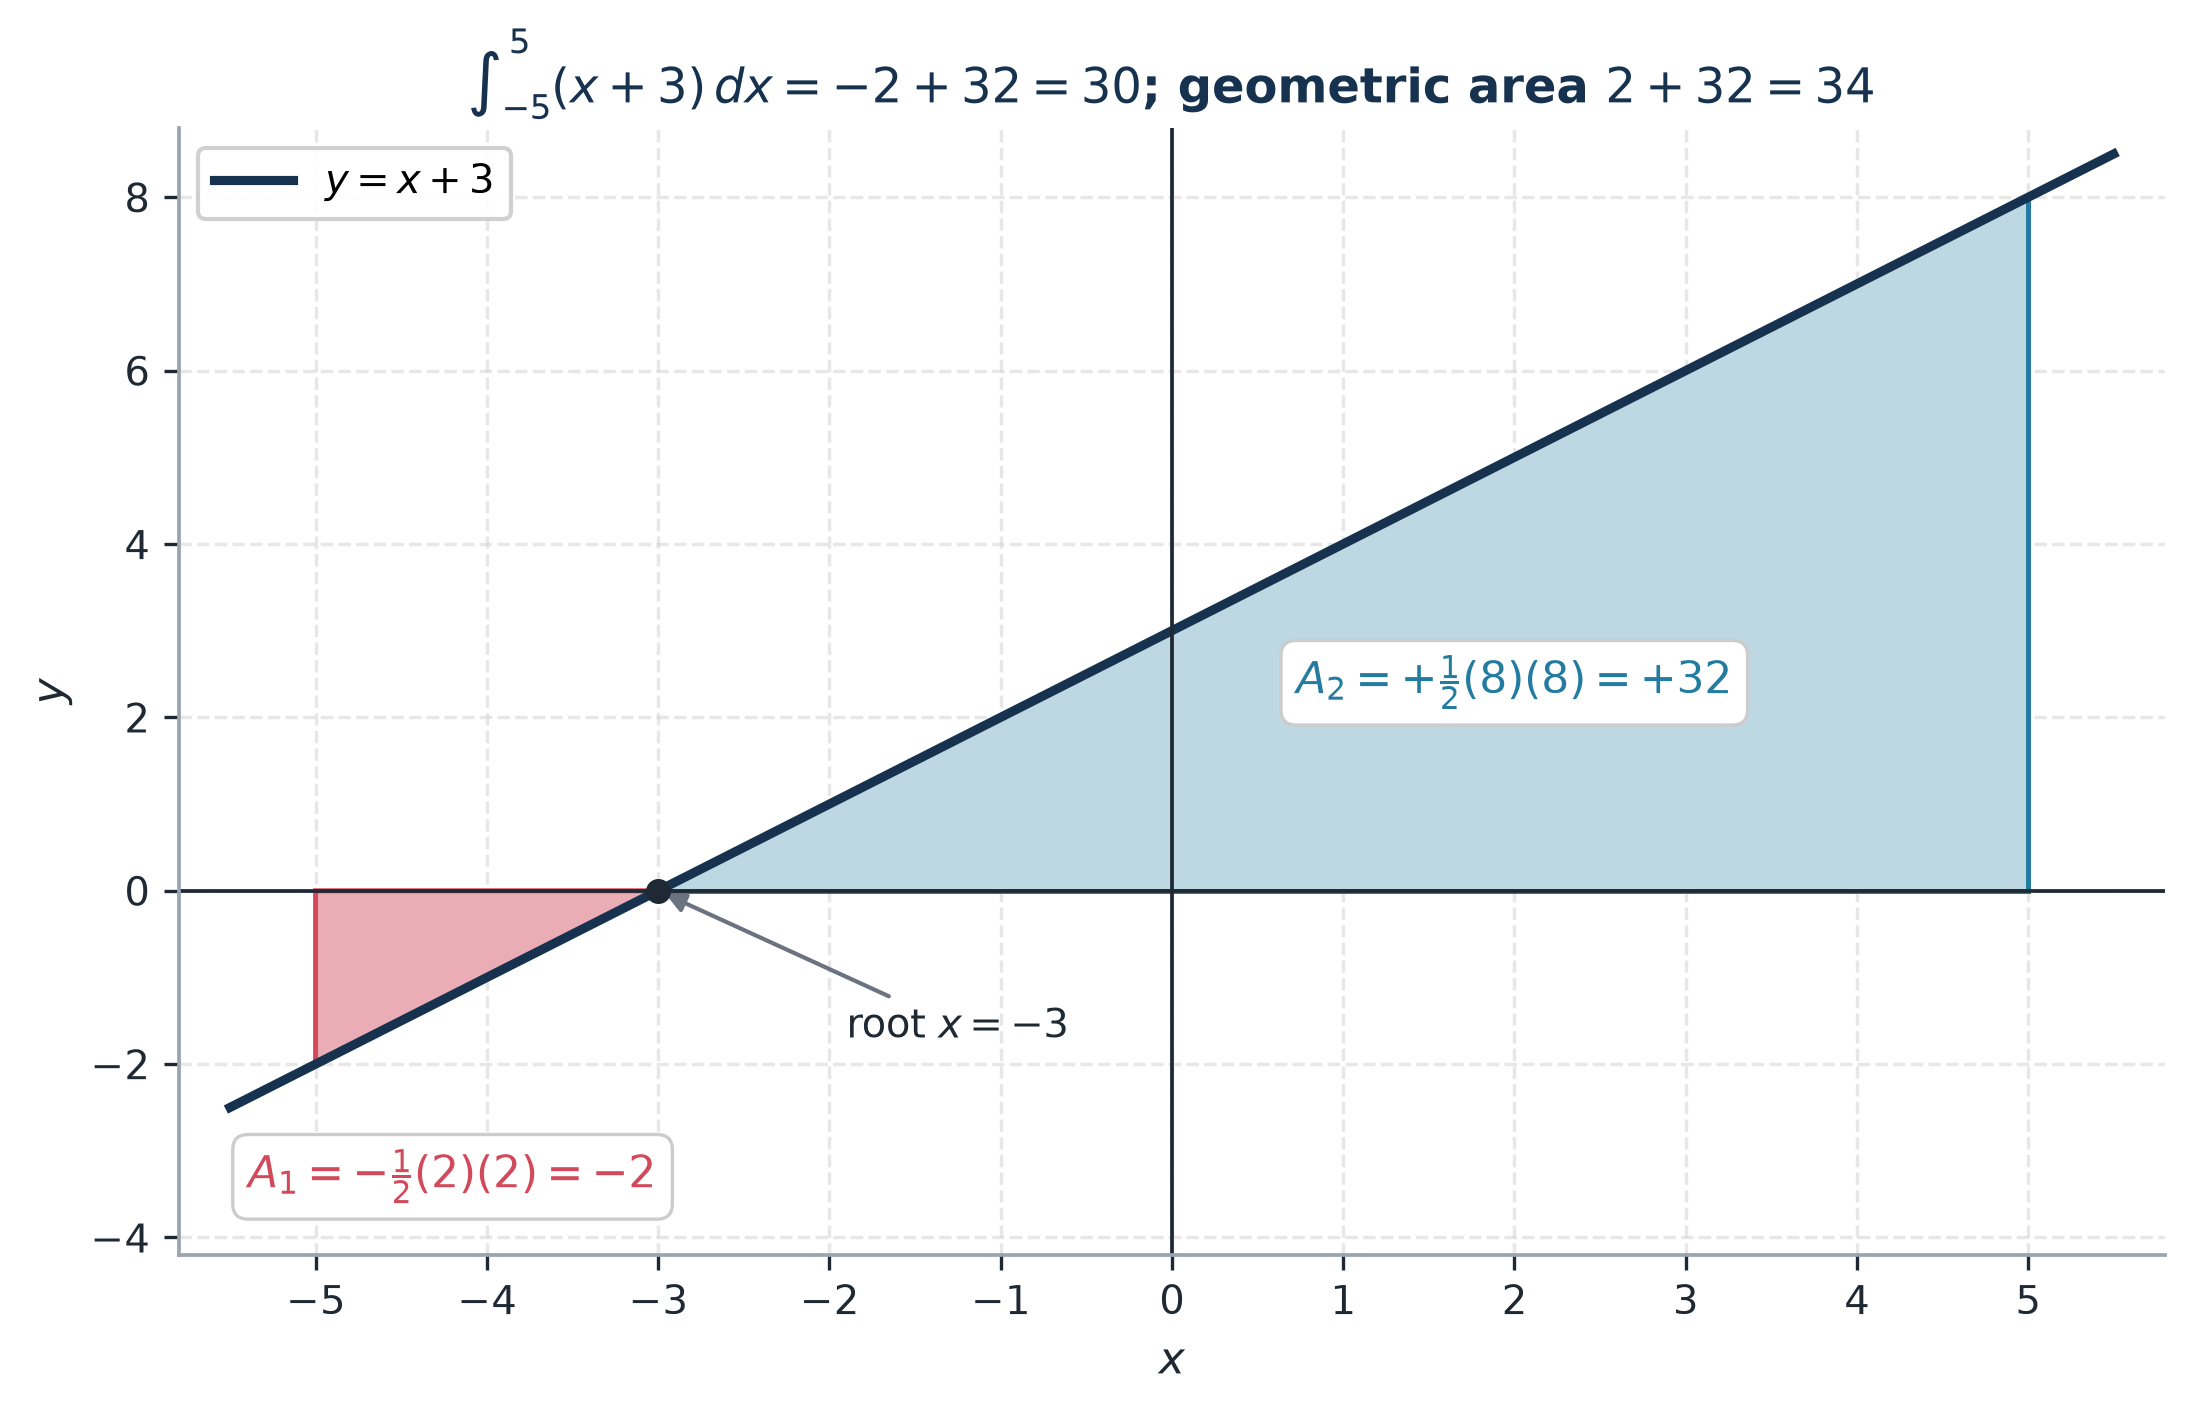 ∫₋₅⁵(x + 3) dx = −2 + 32 = 30; geometric area 2 + 32 = 34
y = x + 3
8
6
4
2
0
−2
−4
y
A₂ = +½(8)(8) = +32
root x = −3
A₁ = −½(2)(2) = −2
−5 −4 −3 −2 −1 0 1 2 3 4 5
x